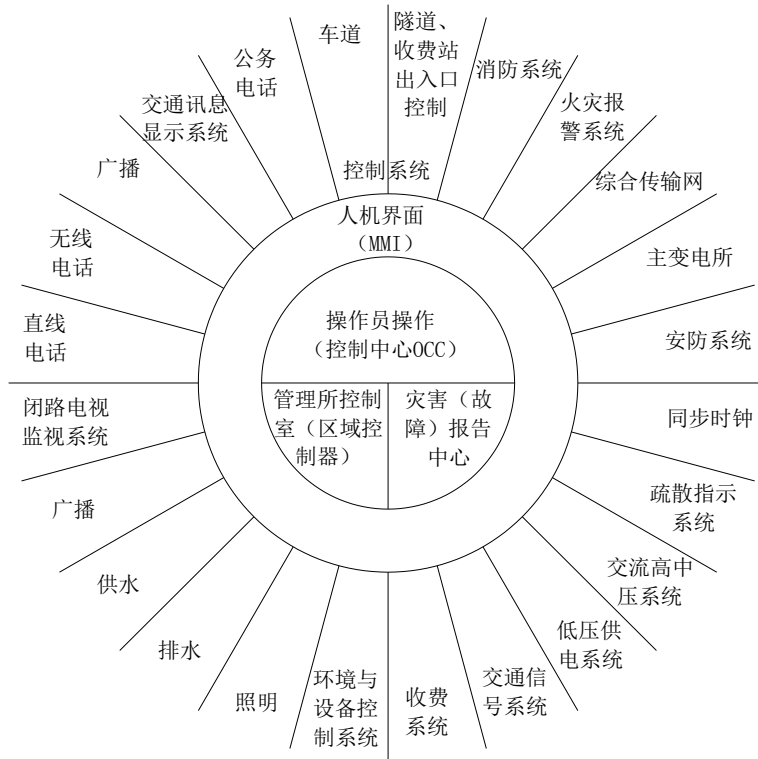 车道
隧道、
收费站
出入口
控制
消防系统
火灾报
警系统
综合传输网
主变电所
安防系统
同步时钟
疏散指示
系统
交流高中
压系统
低压供
电系统
交通信
号系统
收费
系统
环境与
设备控
制系统
照明
排水
供水
广播
闭路电视
监视系统
直线
电话
无线
电话
广播
交通讯息
显示系统
公务
电话
控制系统
人机界面
（MMI）
操作员操作
（控制中心OCC）
管理所控制
室（区域控
制器）
灾害（故
障）报告
中心